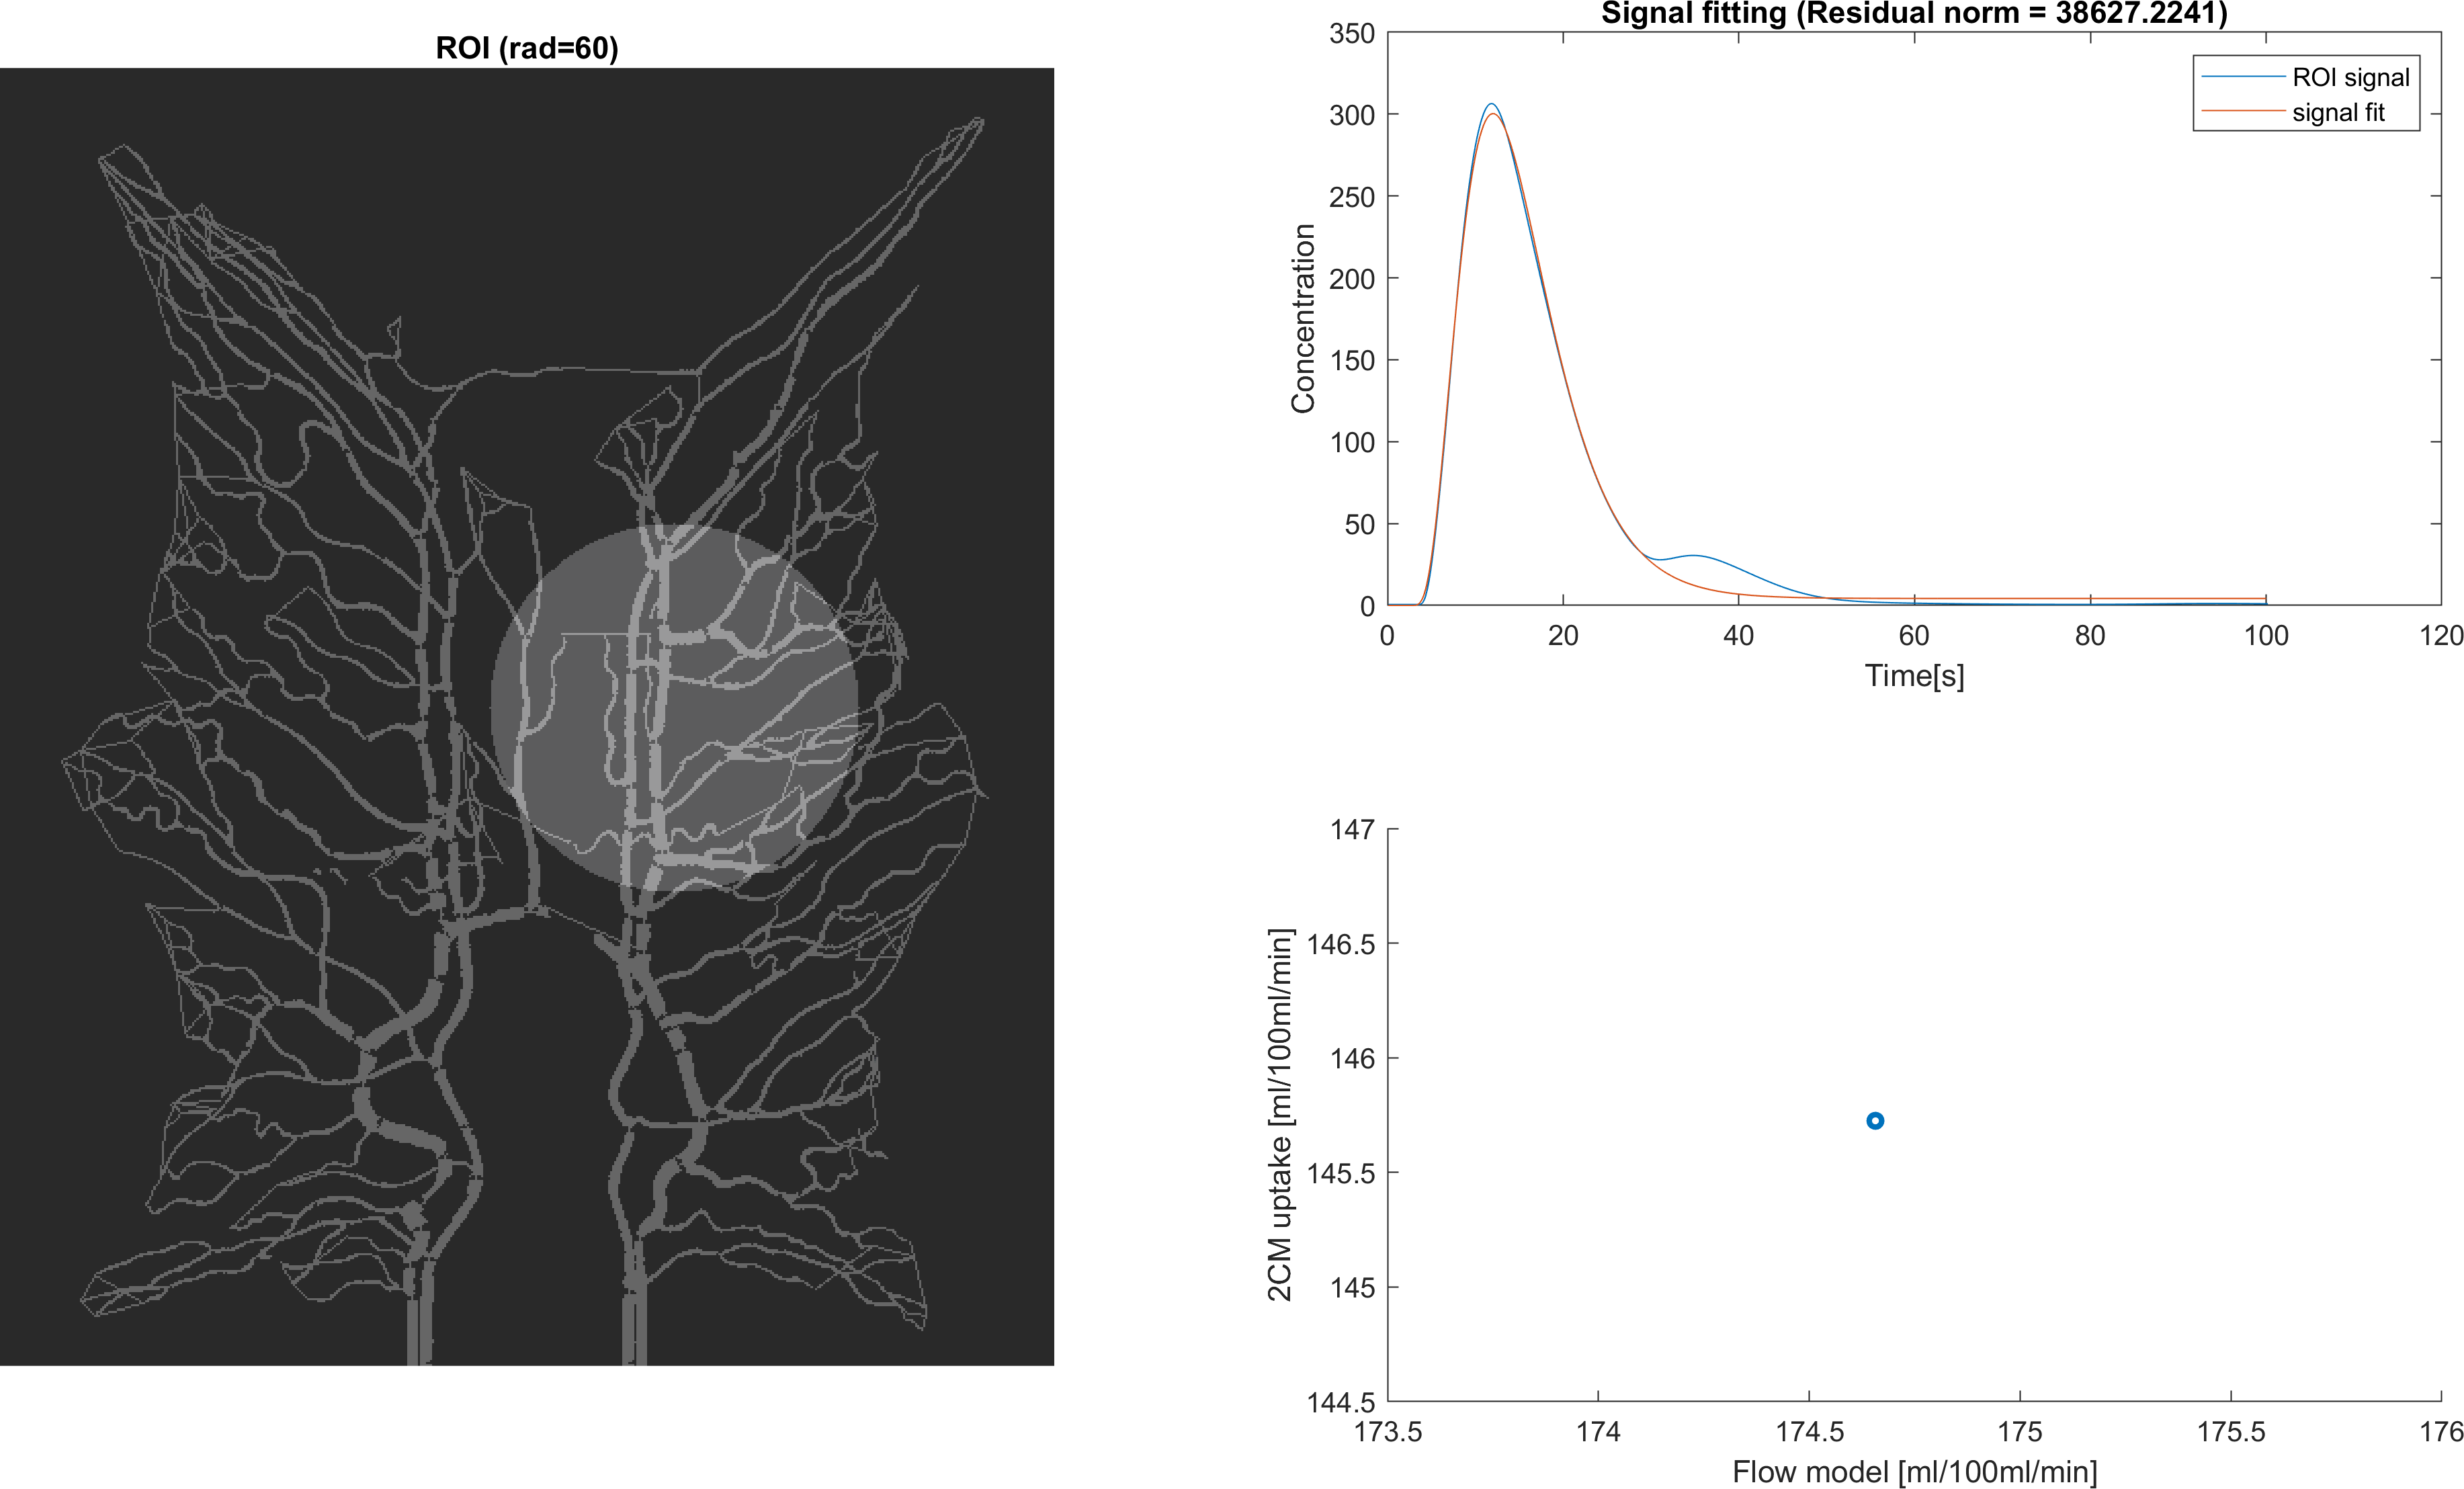 ROI (rad=60)
Signal fitting (Residual norm = 38627.2241)
350
300
250
200
150
100
50
0
Concentration
ROI signal
signal fit
0 20 40 60 80 100 120
Time[s]
147
146.5
146
145.5
145
144.5
2CM uptake [ml/100ml/min]
173.5 174 174.5 175 175.5 176
Flow model [ml/100ml/min]